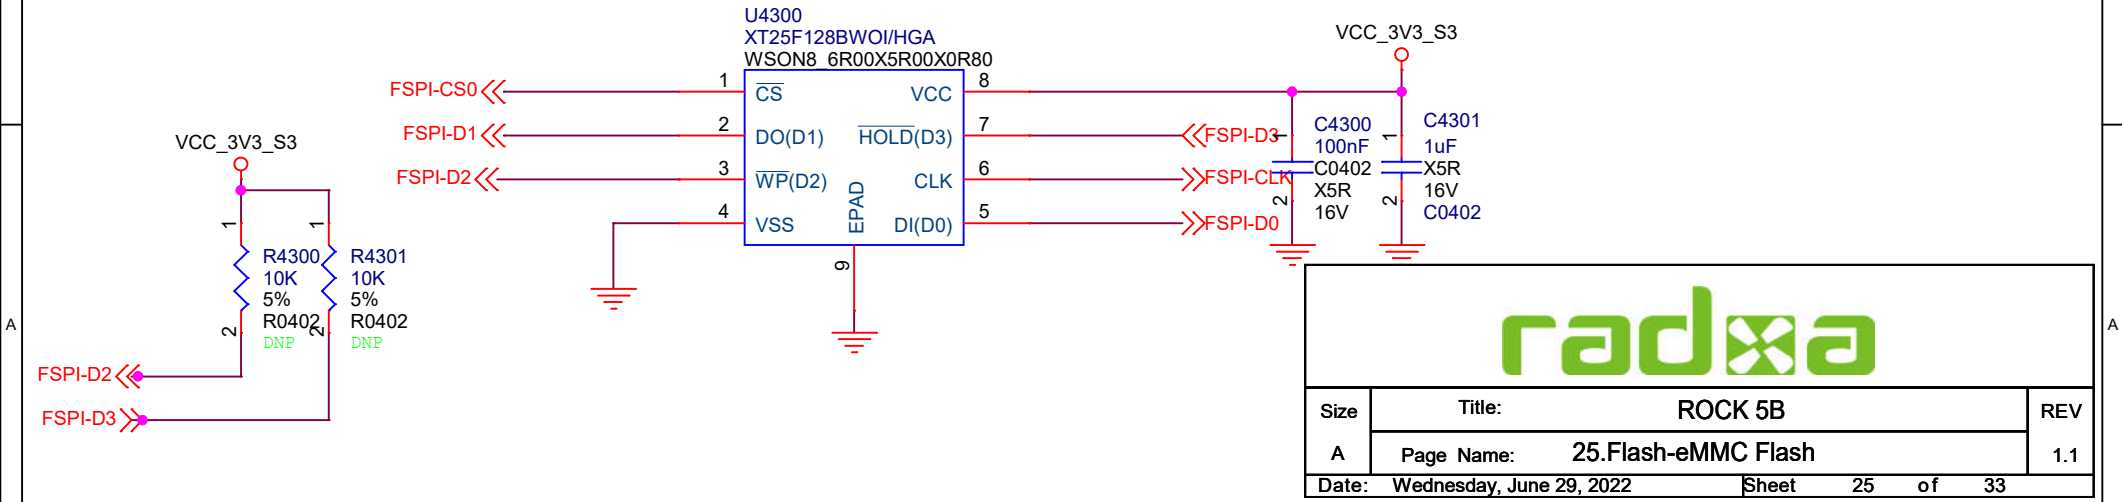 U4300
XT25F128BWOI/HGA
WSON8_6R00X5R00X0R80
VCC_3V3_S3
FSPI-CS0 1 CS VCC 8
FSPI-D1 2 DO(D1) HOLD(D3) 7 FSPI-D3
FSPI-D2 3 WP(D2) CLK 6 FSPI-CLK
4 VSS EPAD DI(D0) 5 FSPI-D0
9
1
C4300
100nF
C0402
X5R
16V
2
1
C4301
1uF
X5R
16V
C0402
2
VCC_3V3_S3
1
R4300
10K
5%
R0402
DNP
2
1
R4301
10K
5%
R0402
DNP
2
FSPI-D2
FSPI-D3
A
A
radxa
Size Title: ROCK 5B REV
A Page Name: 25.Flash-eMMC Flash 1.1
Date: Wednesday, June 29, 2022 Sheet 25 of 33